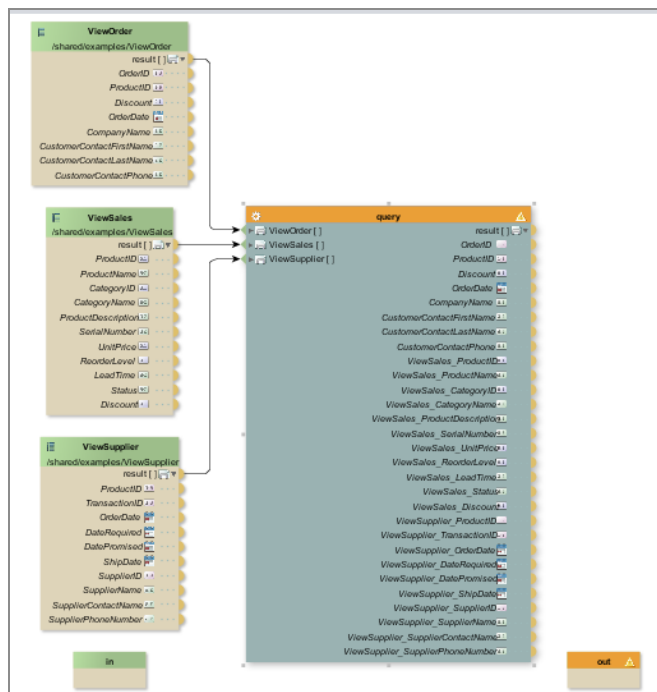 ViewOrder
/shared/examples/ViewOrder
result [ ]
OrderID
ProductID
Discount
OrderDate
CompanyName
CustomerContactFirstName
CustomerContactLastName
CustomerContactPhone
ViewSales
/shared/examples/ViewSales
result [ ]
ProductID
ProductName
CategoryID
CategoryName
ProductDescription
SerialNumber
UnitPrice
ReorderLevel
LeadTime
Status
Discount
ViewSupplier
/shared/examples/ViewSupplier
result [ ]
ProductID
TransactionID
OrderDate
DateRequired
DatePromised
ShipDate
SupplierID
SupplierName
SupplierContactName
SupplierPhoneNumber
in
query
ViewOrder [ ] result [ ]
ViewSales [ ] OrderID
ViewSupplier [ ] ProductID
Discount
OrderDate
CompanyName
CustomerContactFirstName
CustomerContactLastName
CustomerContactPhone
ViewSales_ProductID
ViewSales_ProductName
ViewSales_CategoryID
ViewSales_CategoryName
ViewSales_ProductDescription
ViewSales_SerialNumber
ViewSales_UnitPrice
ViewSales_ReorderLevel
ViewSales_LeadTime
ViewSales_Status
ViewSales_Discount
ViewSupplier_ProductID
ViewSupplier_TransactionID
ViewSupplier_OrderDate
ViewSupplier_DateRequired
ViewSupplier_DatePromised
ViewSupplier_ShipDate
ViewSupplier_SupplierID
ViewSupplier_SupplierName
ViewSupplier_SupplierContactName
ViewSupplier_SupplierPhoneNumber
out